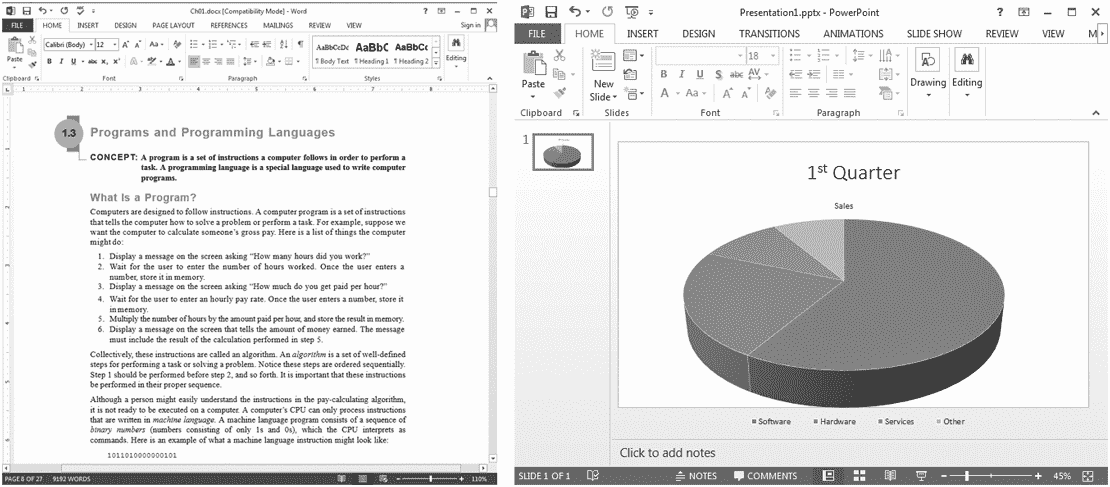 Ch01.docx [Compatibility Mode] - Word
FILE HOME INSERT DESIGN PAGE LAYOUT REFERENCES MAILINGS REVIEW VIEW Sign in
Paste
Calibri (Body) 12
Editing
AaBbCcDc AaBbC AaBbCc
¶ Body Text ¶ Heading 1 ¶ Heading 2
Clipboard Font Paragraph Styles
1.3 Programs and Programming Languages
CONCEPT: A program is a set of instructions a computer follows in order to perform a
task. A programming language is a special language used to write computer
programs.
What Is a Program?
Computers are designed to follow instructions. A computer program is a set of instructions
that tells the computer how to solve a problem or perform a task. For example, suppose we
want the computer to calculate someone's gross pay. Here is a list of things the computer
might do:
1. Display a message on the screen asking "How many hours did you work?"
2. Wait for the user to enter the number of hours worked. Once the user enters a
number, store it in memory.
3. Display a message on the screen asking "How much do you get paid per hour?"
4. Wait for the user to enter an hourly pay rate. Once the user enters a number, store it
in memory.
5. Multiply the number of hours by the amount paid per hour, and store the result in memory.
6. Display a message on the screen that tells the amount of money earned. The message
must include the result of the calculation performed in step 5.
Collectively, these instructions are called an algorithm. An algorithm is a set of well-defined
steps for performing a task or solving a problem. Notice these steps are ordered sequentially.
Step 1 should be performed before step 2, and so forth. It is important that these instructions
be performed in their proper sequence.
Although a person might easily understand the instructions in the pay-calculating algorithm,
it is not ready to be executed on a computer. A computer's CPU can only process instructions
that are written in machine language. A machine language program consists of a sequence of
binary numbers (numbers consisting of only 1s and 0s), which the CPU interprets as
commands. Here is an example of what a machine language instruction might look like:
1011010000000101
PAGE 8 OF 27 9192 WORDS 110%
Presentation1.pptx - PowerPoint
FILE HOME INSERT DESIGN TRANSITIONS ANIMATIONS SLIDE SHOW REVIEW VIEW M
Paste
New
Slide
18
Drawing Editing
Clipboard Slides Font Paragraph
1
1st Quarter
Sales
Software Hardware Services Other
Click to add notes
SLIDE 1 OF 1 NOTES COMMENTS 45%